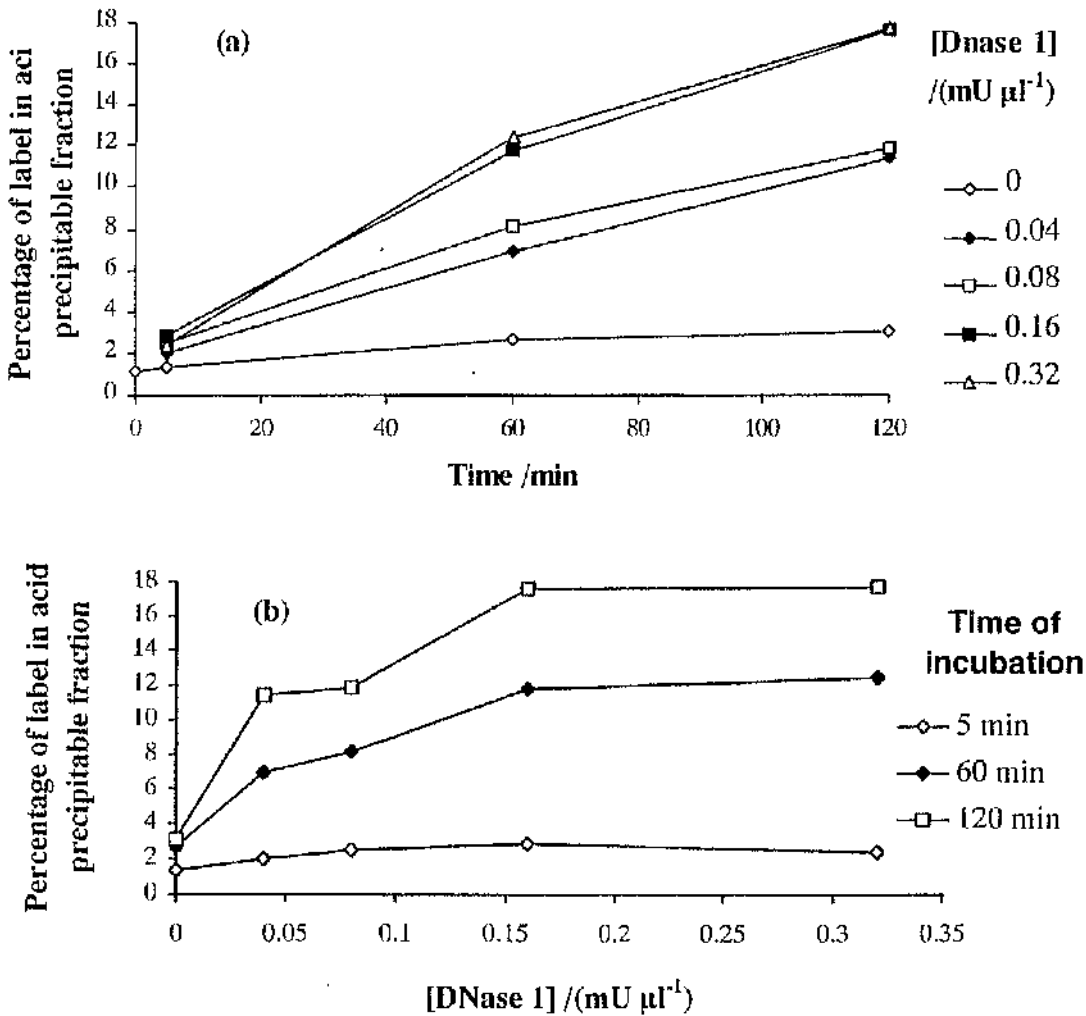 (a)
Percentage of label in aci
precipitable fraction
18
18
16
14
12
10
8
6
4
2
0
0
20
40
60
80
100
120
Time /min
[Dnase 1]
/(mU µl⁻¹)
0
0.04
0.08
0.16
0.32
(b)
Percentage of label in acid
precipitable fraction
18
16
14
12
10
8
6
4
2
0
0
0.05
0.1
0.15
0.2
0.25
0.3
0.35
[DNase 1] /(mU µl⁻¹)
Time of
incubation
5 min
60 min
120 min